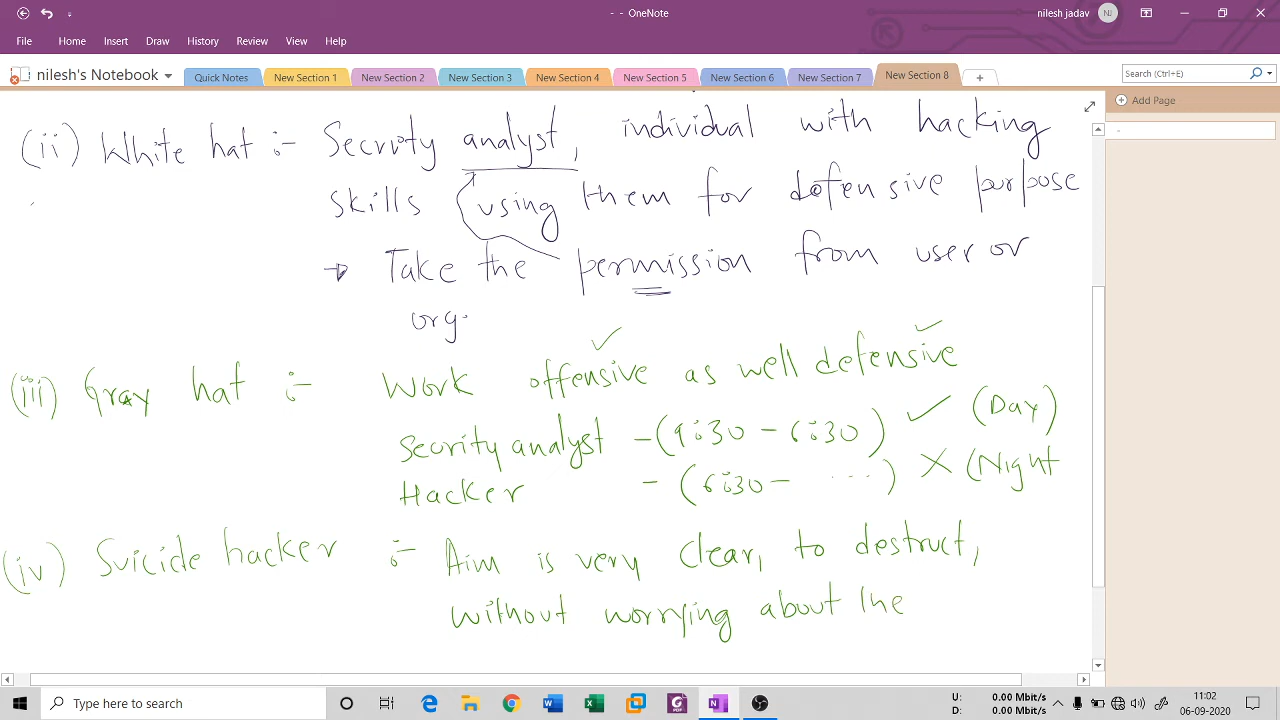 - - OneNote
nilesh jadav
NJ
File Home Insert Draw History Review View Help
nilesh's Notebook
Quick Notes New Section 1 New Section 2 New Section 3 New Section 4 New Section 5 New Section 6 New Section 7 New Section 8
Search (Ctrl+E)
Add Page
(ii) White hat :- Secrity analyst, individual with hacking
skills using them for defensive purpose
→ Take the permission from user or
org.
(iii) Gray hat :- Work offensive as well defensive
Secrity analyst - (9:30 - 6:30) ✓ (Day)
Hacker - (6:30 - ...) X (Night
(iv) Suicide hacker :- Aim is very clear, to destruct,
without worrying about the
Type here to search
U: 0.00 Mbit/s
D: 0.00 Mbit/s
11:02
06-09-2020